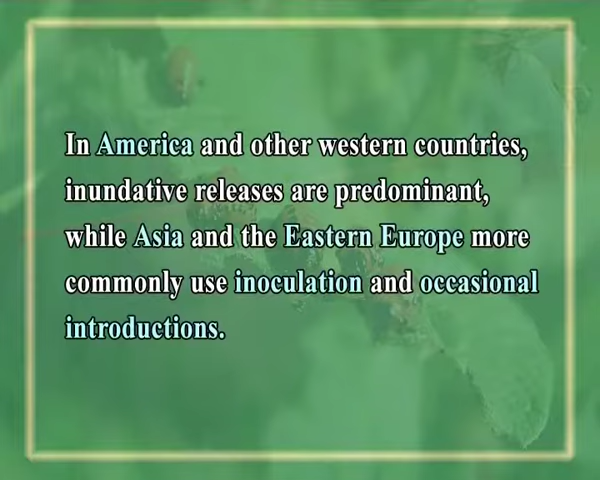 In America and other western countries,
inundative releases are predominant,
while Asia and the Eastern Europe more
commonly use inoculation and occasional
introductions.